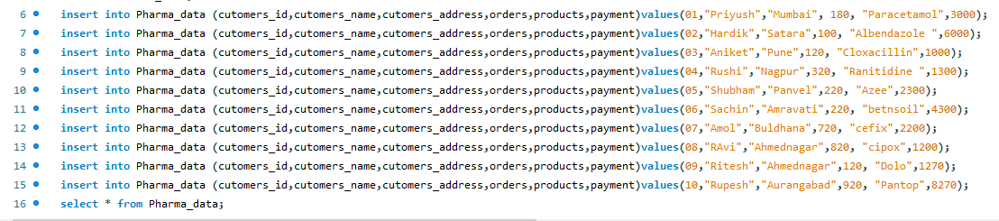 6 insert into Pharma_data (cutomers_id,cutomers_name,cutomers_address,orders,products,payment)values(01,"Priyush","Mumbai", 180, "Paracetamol",3000);
7 insert into Pharma_data (cutomers_id,cutomers_name,cutomers_address,orders,products,payment)values(02,"Hardik","Satara",100, "Albendazole ",6000);
8 insert into Pharma_data (cutomers_id,cutomers_name,cutomers_address,orders,products,payment)values(03,"Aniket","Pune",120, "Cloxacillin",1000);
9 insert into Pharma_data (cutomers_id,cutomers_name,cutomers_address,orders,products,payment)values(04,"Rushi","Nagpur",320, "Ranitidine ",1300);
10 insert into Pharma_data (cutomers_id,cutomers_name,cutomers_address,orders,products,payment)values(05,"Shubham","Panvel",220, "Azee",2300);
11 insert into Pharma_data (cutomers_id,cutomers_name,cutomers_address,orders,products,payment)values(06,"Sachin","Amravati",220, "betnsoil",4300);
12 insert into Pharma_data (cutomers_id,cutomers_name,cutomers_address,orders,products,payment)values(07,"Amol","Buldhana",720, "cefix",2200);
13 insert into Pharma_data (cutomers_id,cutomers_name,cutomers_address,orders,products,payment)values(08,"RAvi","Ahmednagar",820, "cipox",1200);
14 insert into Pharma_data (cutomers_id,cutomers_name,cutomers_address,orders,products,payment)values(09,"Ritesh","Ahmednagar",120, "Dolo",1270);
15 insert into Pharma_data (cutomers_id,cutomers_name,cutomers_address,orders,products,payment)values(10,"Rupesh","Aurangabad",920, "Pantop",8270);
16 select * from Pharma_data;